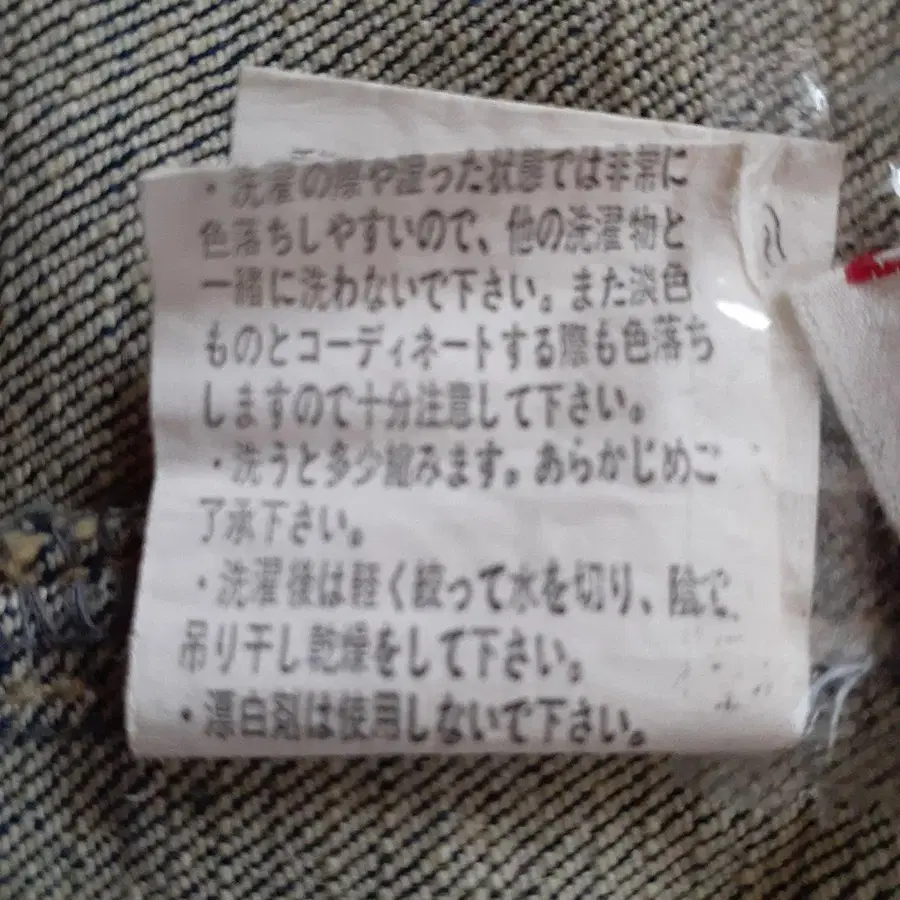 ・洗濯の際や湿った状態では非常に
色落ちしやすいので、他の洗濯物と
一緒に洗わないで下さい。また淡色
ものとコーディネートする際も色落ち
しますので十分注意して下さい。
・洗うと多少縮みます。あらかじめご
了承下さい。
・洗濯後は軽く絞って水を切り、陰で
吊り干し乾燥をして下さい。
・漂白剤は使用しないで下さい。